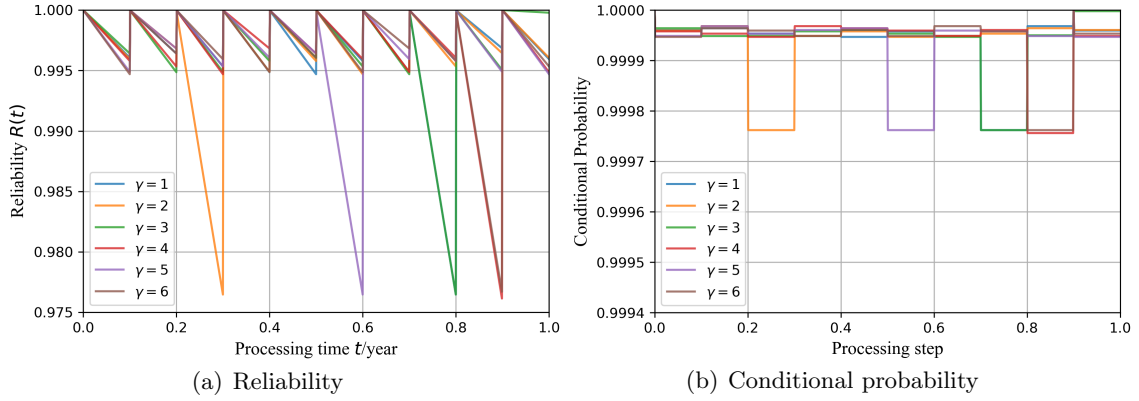 1.000
0.995
0.990
0.985
0.980
0.975
Reliability R(t)
γ = 1
γ = 2
γ = 3
γ = 4
γ = 5
γ = 6
0.0 0.2 0.4 0.6 0.8 1.0
Processing time t/year
(a) Reliability
1.0000
0.9999
0.9998
0.9997
0.9996
0.9995
0.9994
Conditional Probability
γ = 1
γ = 2
γ = 3
γ = 4
γ = 5
γ = 6
0.0 0.2 0.4 0.6 0.8 1.0
Processing step
(b) Conditional probability